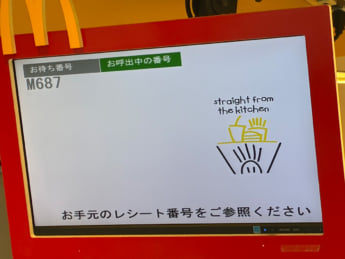 お待ち番号
お呼出中の番号
M687
straight from
the kitchen
お手元のレシート番号をご参照ください